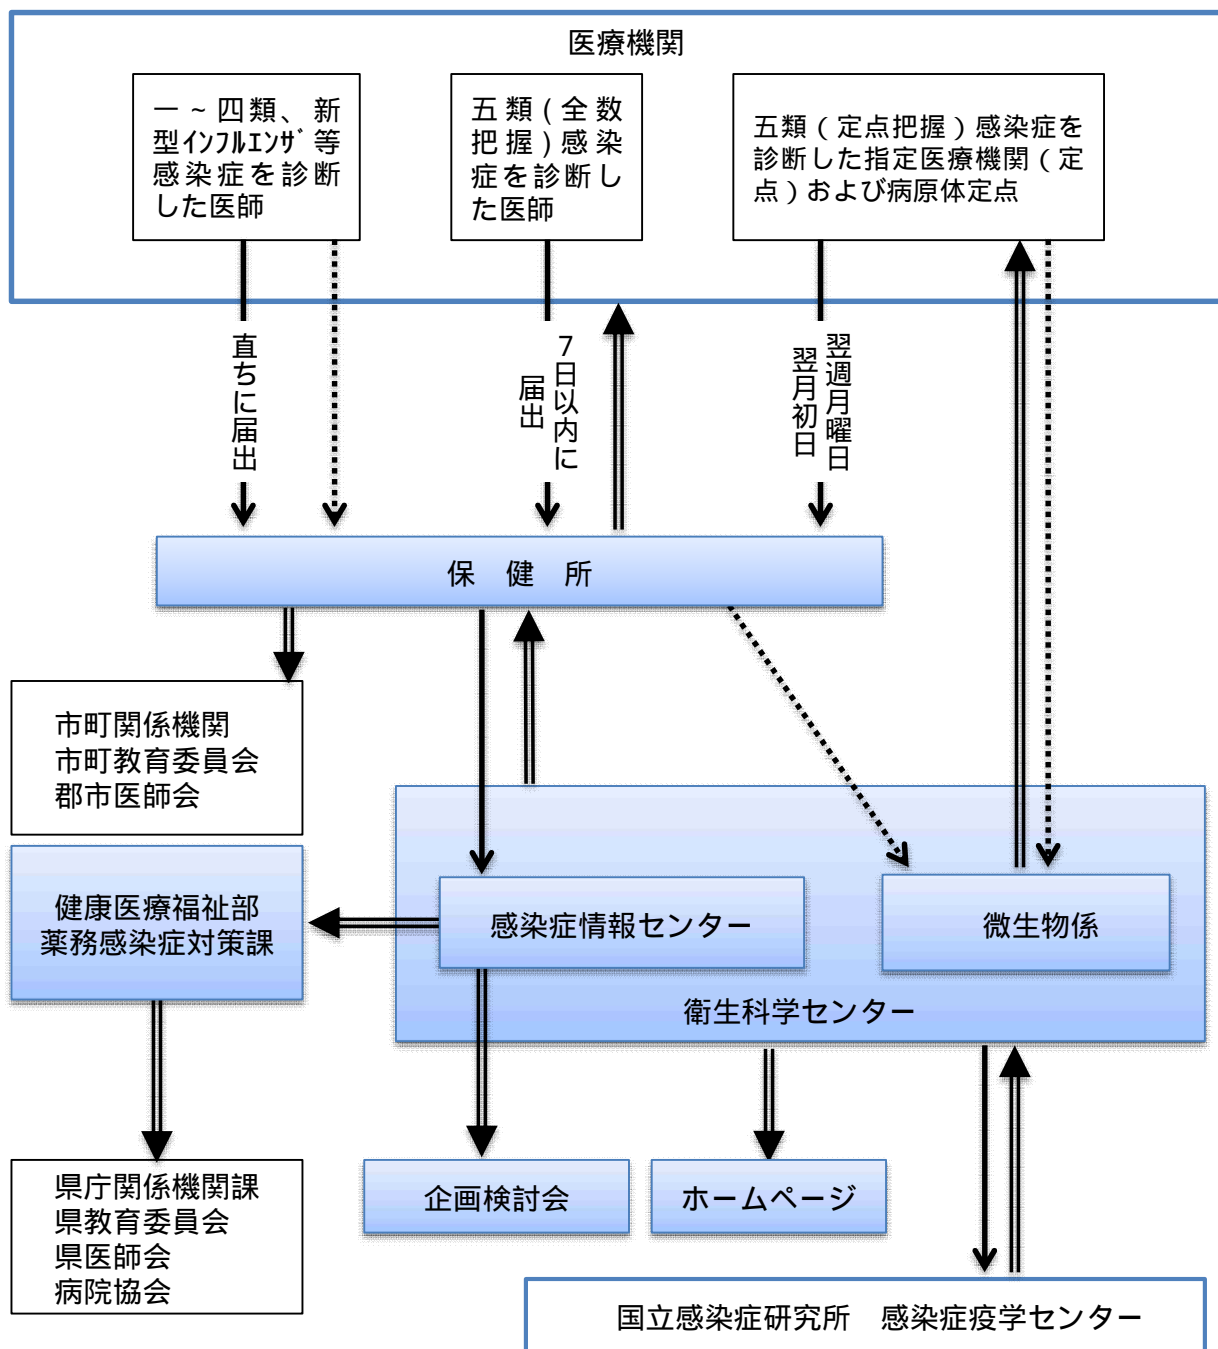 医療機関
一～四類、新
型ｲﾝﾌﾙｴﾝｻﾞ等
感染症を診断
した医師
五類(全数
把握)感染
症を診断し
た医師
五類(定点把握)感染症を
診断した指定医療機関(定
点)および病原体定点
直ちに届出
7日以内に
届出
翌週月曜日
翌月初日
保　健　所
市町関係機関
市町教育委員会
郡市医師会
健康医療福祉部
薬務感染症対策課
感染症情報センター
微生物係
衛生科学センター
県庁関係機関課
県教育委員会
県医師会
病院協会
企画検討会
ホームページ
国立感染症研究所　感染症疫学センター